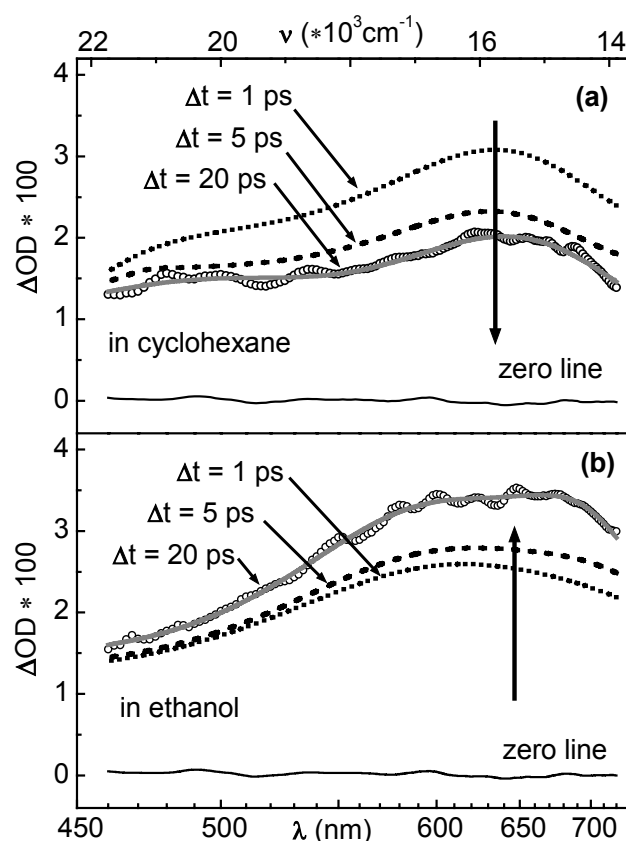 ν (*10³cm⁻¹)
22 20 18 16 14
(a)
Δt = 1 ps
Δt = 5 ps
Δt = 20 ps
ΔOD * 100
4
3
2
1
0
in cyclohexane
zero line
(b)
Δt = 1 ps
Δt = 5 ps
Δt = 20 ps
ΔOD * 100
4
3
2
1
0
in ethanol
zero line
450 500 600 650 700
λ (nm)